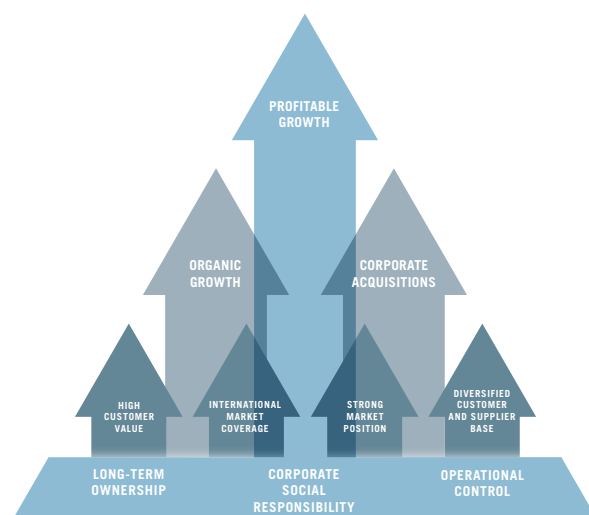 PROFITABLE
GROWTH
ORGANIC
GROWTH
CORPORATE
ACQUISITIONS
HIGH
CUSTOMER
VALUE
INTERNATIONAL
MARKET
COVERAGE
STRONG
MARKET
POSITION
DIVERSIFIED
CUSTOMER
AND SUPPLIER
BASE
LONG-TERM
OWNERSHIP
CORPORATE
SOCIAL
RESPONSIBILITY
OPERATIONAL
CONTROL